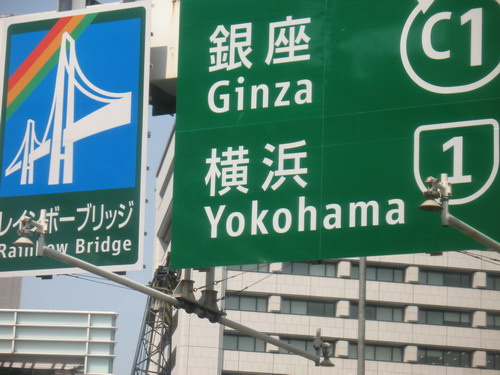 レインボーブリッジ
Rainbow Bridge
銀座
Ginza
C1
横浜
Yokohama
1